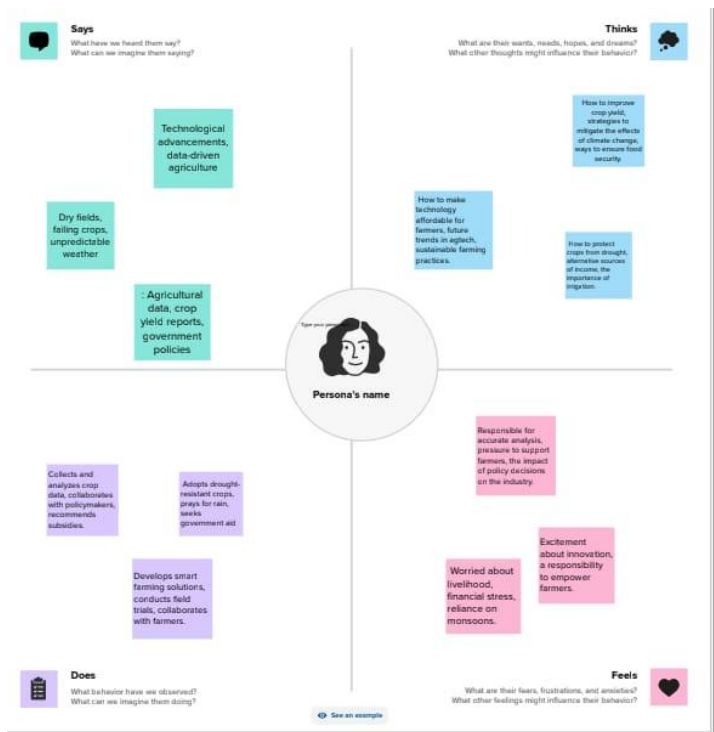 Says
What have we heard them say?
What can we imagine them saying?
Thinks
What are their wants, needs, hopes, and dreams?
What other thoughts might influence their behavior?
Technological
advancements,
data-driven
agriculture
Dry fields,
failing crops,
unpredictable
weather
: Agricultural
data, crop
yield reports,
government
policies
How to improve
crop yield,
strategies to
mitigate the effects
of climate change,
ways to ensure food
security.
How to make
technology
affordable for
farmers, future
trends in agtech,
sustainable farming
practices.
How to protect
crops from drought,
alternative sources
of income, the
importance of
irrigation.
Type your
Persona's name
Collects and
analyzes crop
data, collaborates
with policymakers,
recommends
subsidies.
Adopts drought-
resistant crops,
prays for rain,
seeks
government aid
Develops smart
farming solutions,
conducts field
trials, collaborates
with farmers.
Responsible for
accurate analysis,
pressure to support
farmers, the impact
of policy decisions
on the industry.
Excitement
about innovation,
a responsibility
to empower
farmers.
Worried about
livelihood,
financial stress,
reliance on
monsoons.
Does
What behavior have we observed?
What can we imagine them doing?
Feels
What are their fears, frustrations, and anxieties?
What other feelings might influence their behavior?
See an example